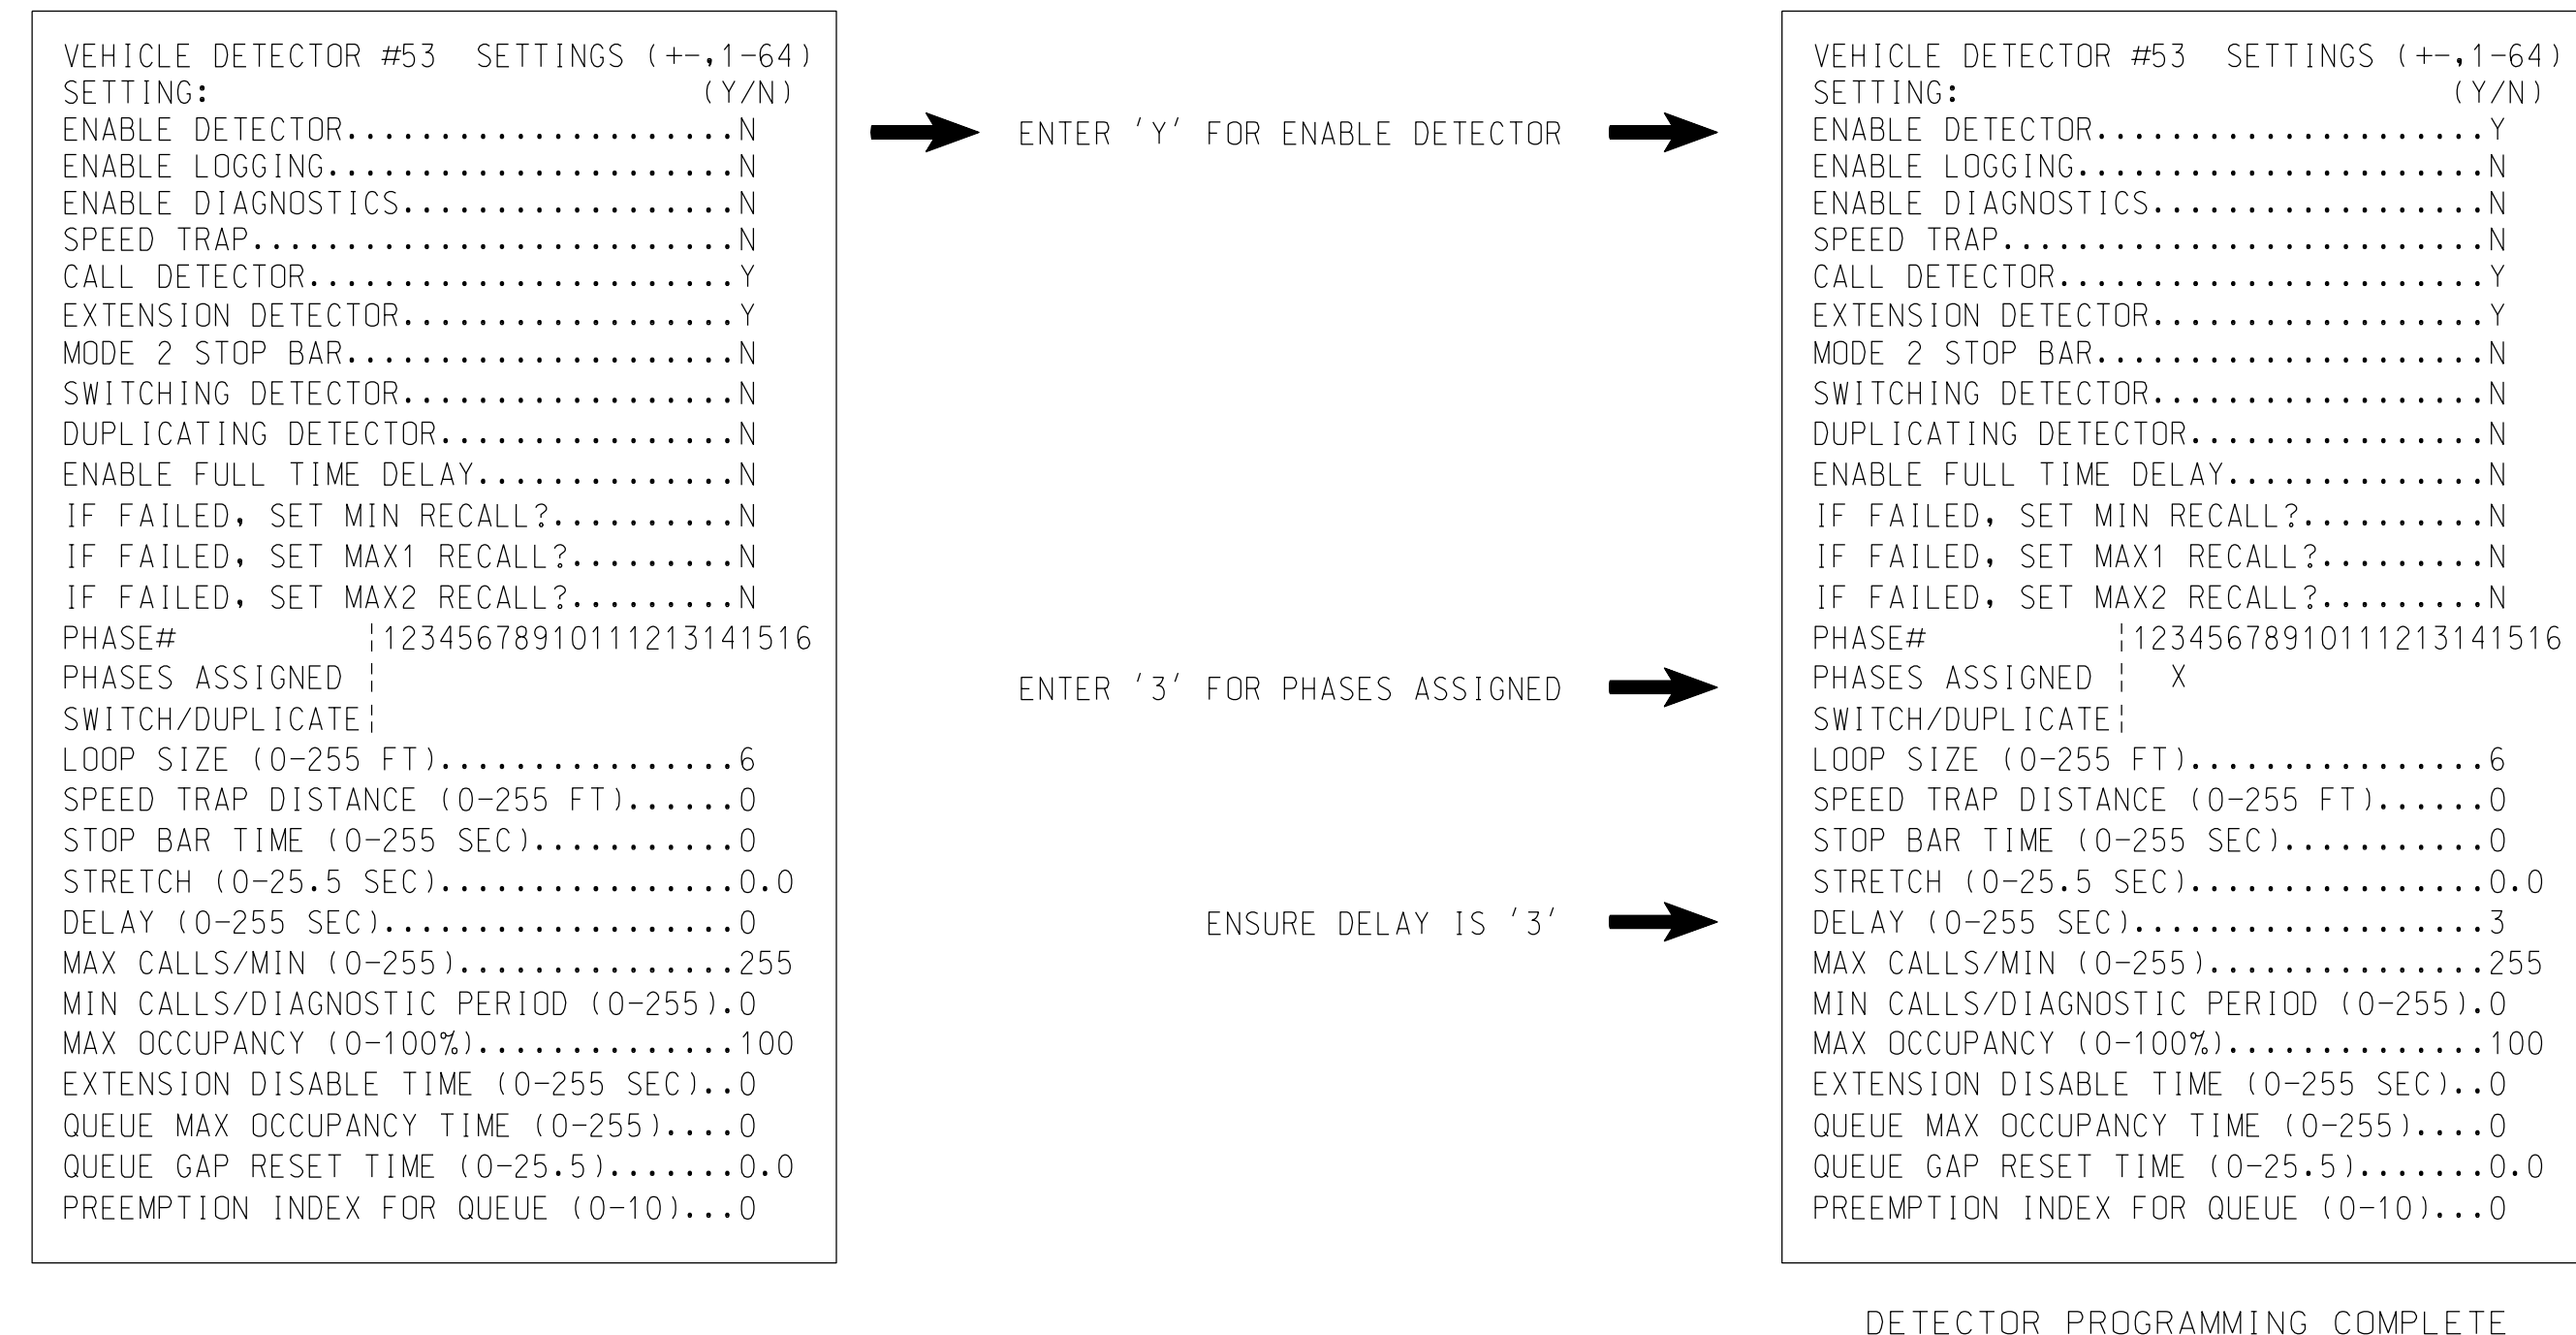 VEHICLE DETECTOR #53  SETTINGS (+-,1-64)
SETTING:                           (Y/N)
ENABLE DETECTOR......................N
ENABLE LOGGING.......................N
ENABLE DIAGNOSTICS...................N
SPEED TRAP...........................N
CALL DETECTOR........................Y
EXTENSION DETECTOR...................Y
MODE 2 STOP BAR......................N
SWITCHING DETECTOR...................N
DUPLICATING DETECTOR.................N
ENABLE FULL TIME DELAY...............N
IF FAILED, SET MIN RECALL?..........N
IF FAILED, SET MAX1 RECALL?.........N
IF FAILED, SET MAX2 RECALL?.........N
PHASE#           ¦12345678910111213141516
PHASES ASSIGNED  ¦
SWITCH/DUPLICATE¦
LOOP SIZE (0-255 FT)................6
SPEED TRAP DISTANCE (0-255 FT)......0
STOP BAR TIME (0-255 SEC)...........0
STRETCH (0-25.5 SEC)................0.0
DELAY (0-255 SEC)...................0
MAX CALLS/MIN (0-255)...............255
MIN CALLS/DIAGNOSTIC PERIOD (0-255).0
MAX OCCUPANCY (0-100%)..............100
EXTENSION DISABLE TIME (0-255 SEC)..0
QUEUE MAX OCCUPANCY TIME (0-255)....0
QUEUE GAP RESET TIME (0-25.5).......0.0
PREEMPTION INDEX FOR QUEUE (0-10)...0
ENTER 'Y' FOR ENABLE DETECTOR
ENTER '3' FOR PHASES ASSIGNED
ENSURE DELAY IS '3'
VEHICLE DETECTOR #53  SETTINGS (+-,1-64)
SETTING:                           (Y/N)
ENABLE DETECTOR......................Y
ENABLE LOGGING.......................N
ENABLE DIAGNOSTICS...................N
SPEED TRAP...........................N
CALL DETECTOR........................Y
EXTENSION DETECTOR...................Y
MODE 2 STOP BAR......................N
SWITCHING DETECTOR...................N
DUPLICATING DETECTOR.................N
ENABLE FULL TIME DELAY...............N
IF FAILED, SET MIN RECALL?..........N
IF FAILED, SET MAX1 RECALL?.........N
IF FAILED, SET MAX2 RECALL?.........N
PHASE#           ¦12345678910111213141516
PHASES ASSIGNED  ¦  X
SWITCH/DUPLICATE¦
LOOP SIZE (0-255 FT)................6
SPEED TRAP DISTANCE (0-255 FT)......0
STOP BAR TIME (0-255 SEC)...........0
STRETCH (0-25.5 SEC)................0.0
DELAY (0-255 SEC)...................3
MAX CALLS/MIN (0-255)...............255
MIN CALLS/DIAGNOSTIC PERIOD (0-255).0
MAX OCCUPANCY (0-100%)..............100
EXTENSION DISABLE TIME (0-255 SEC)..0
QUEUE MAX OCCUPANCY TIME (0-255)....0
QUEUE GAP RESET TIME (0-25.5).......0.0
PREEMPTION INDEX FOR QUEUE (0-10)...0
DETECTOR PROGRAMMING COMPLETE